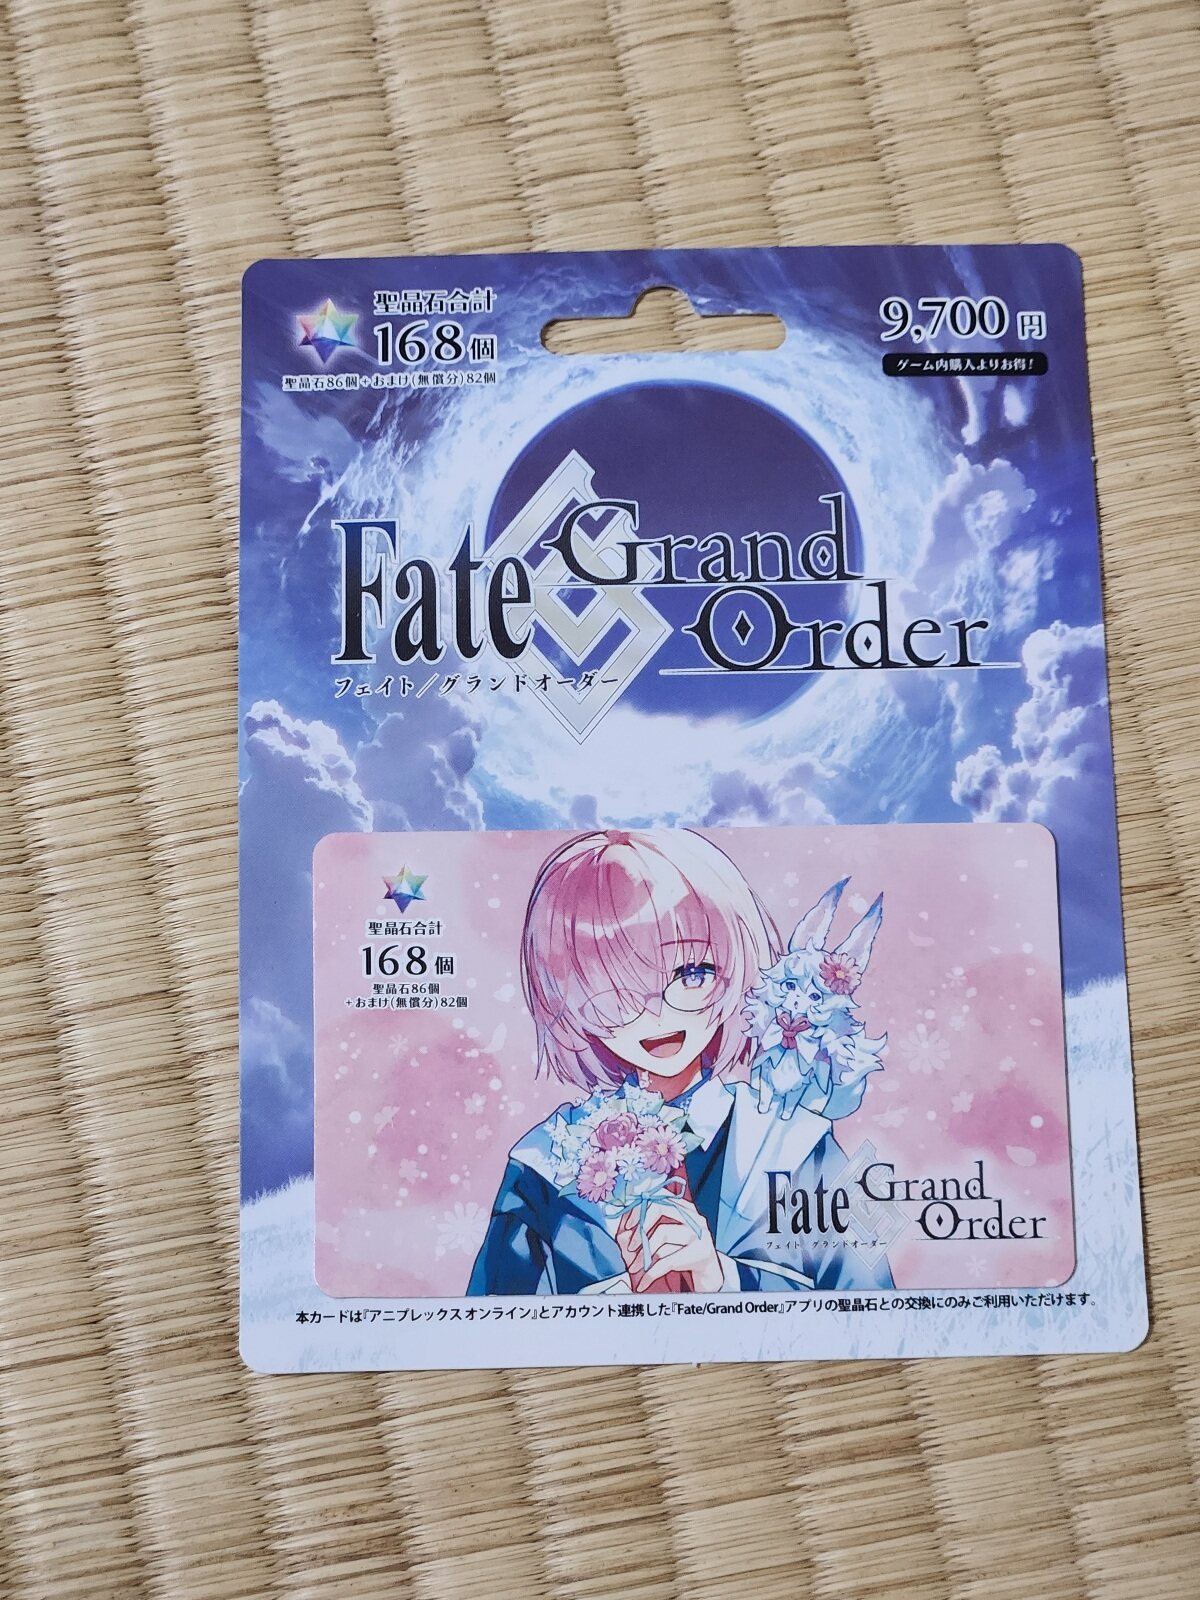 聖晶石合計
168個
聖晶石86個+おまけ(無償分)82個
9,700円
ゲーム内購入よりお得!
Fate
Grand
Order
フェイト/グランドオーダー
聖晶石合計
168個
聖晶石86個
+おまけ(無償分)82個
Fate
Grand
Order
フェイト/グランドオーダー
本カードは『アニプレックス オンライン』とアカウント連携した『Fate/Grand Order』アプリの聖晶石との交換にのみご利用いただけます。